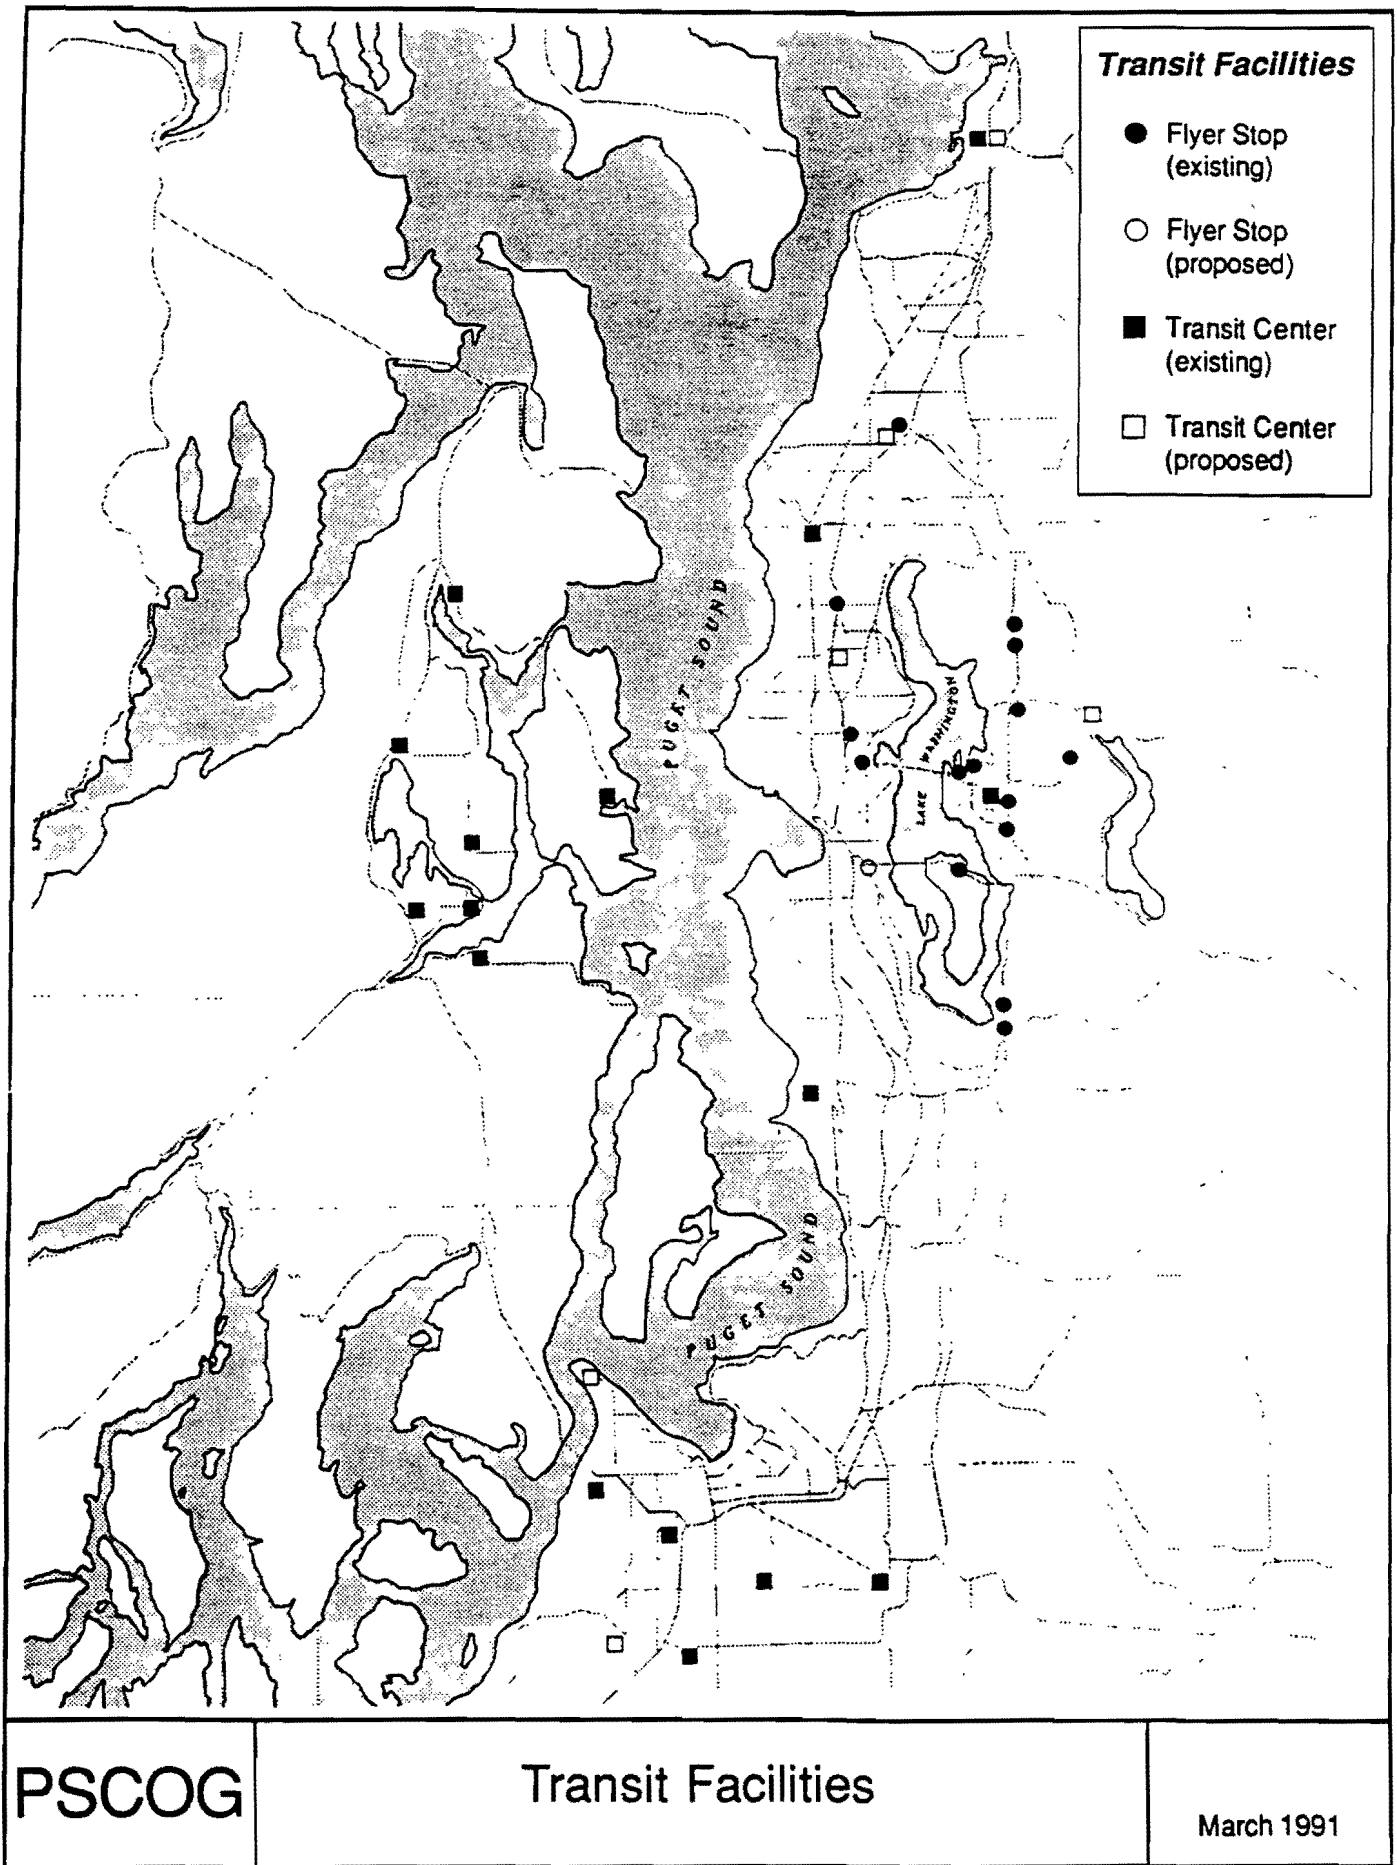 Transit Facilities
Flyer Stop
(existing)
Flyer Stop
(proposed)
Transit Center
(existing)
Transit Center
(proposed)
PUGET SOUND
LAKE WASHINGTON
PUGET SOUND
PSCOG
Transit Facilities
March 1991